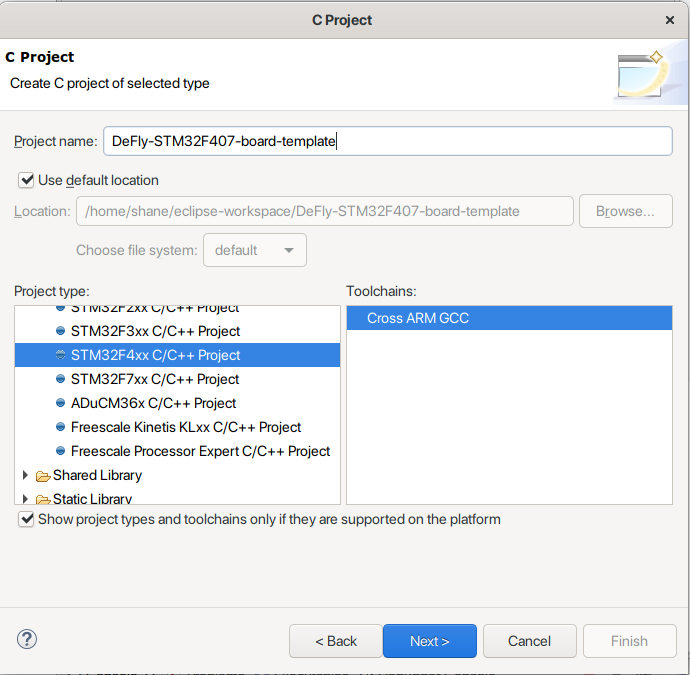 C Project
C Project
Create C project of selected type
Project name: DeFly-STM32F407-board-template
Use default location
Location: /home/shane/eclipse-workspace/DeFly-STM32F407-board-template Browse...
Choose file system: default
Project type: Toolchains:
STM32F2xx C/C++ Project Cross ARM GCC
STM32F3xx C/C++ Project
STM32F4xx C/C++ Project
STM32F7xx C/C++ Project
ADuCM36x C/C++ Project
Freescale Kinetis KLxx C/C++ Project
Freescale Processor Expert C/C++ Project
Shared Library
Static Library
Show project types and toolchains only if they are supported on the platform
< Back Next > Cancel Finish